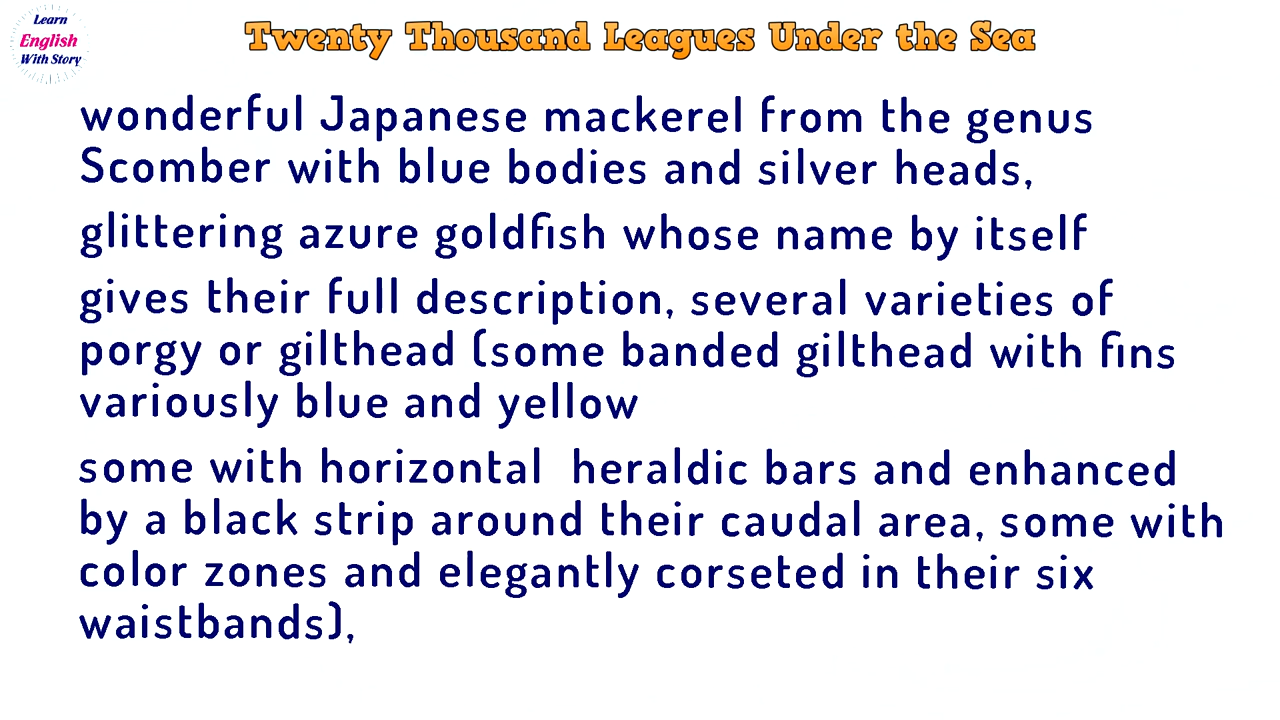 Learn
English
With Story
Twenty Thousand Leagues Under the Sea
wonderful Japanese mackerel from the genus
Scomber with blue bodies and silver heads,
glittering azure goldfish whose name by itself
gives their full description, several varieties of
porgy or gilthead (some banded gilthead with fins
variously blue and yellow
some with horizontal heraldic bars and enhanced
by a black strip around their caudal area, some with
color zones and elegantly corseted in their six
waistbands),